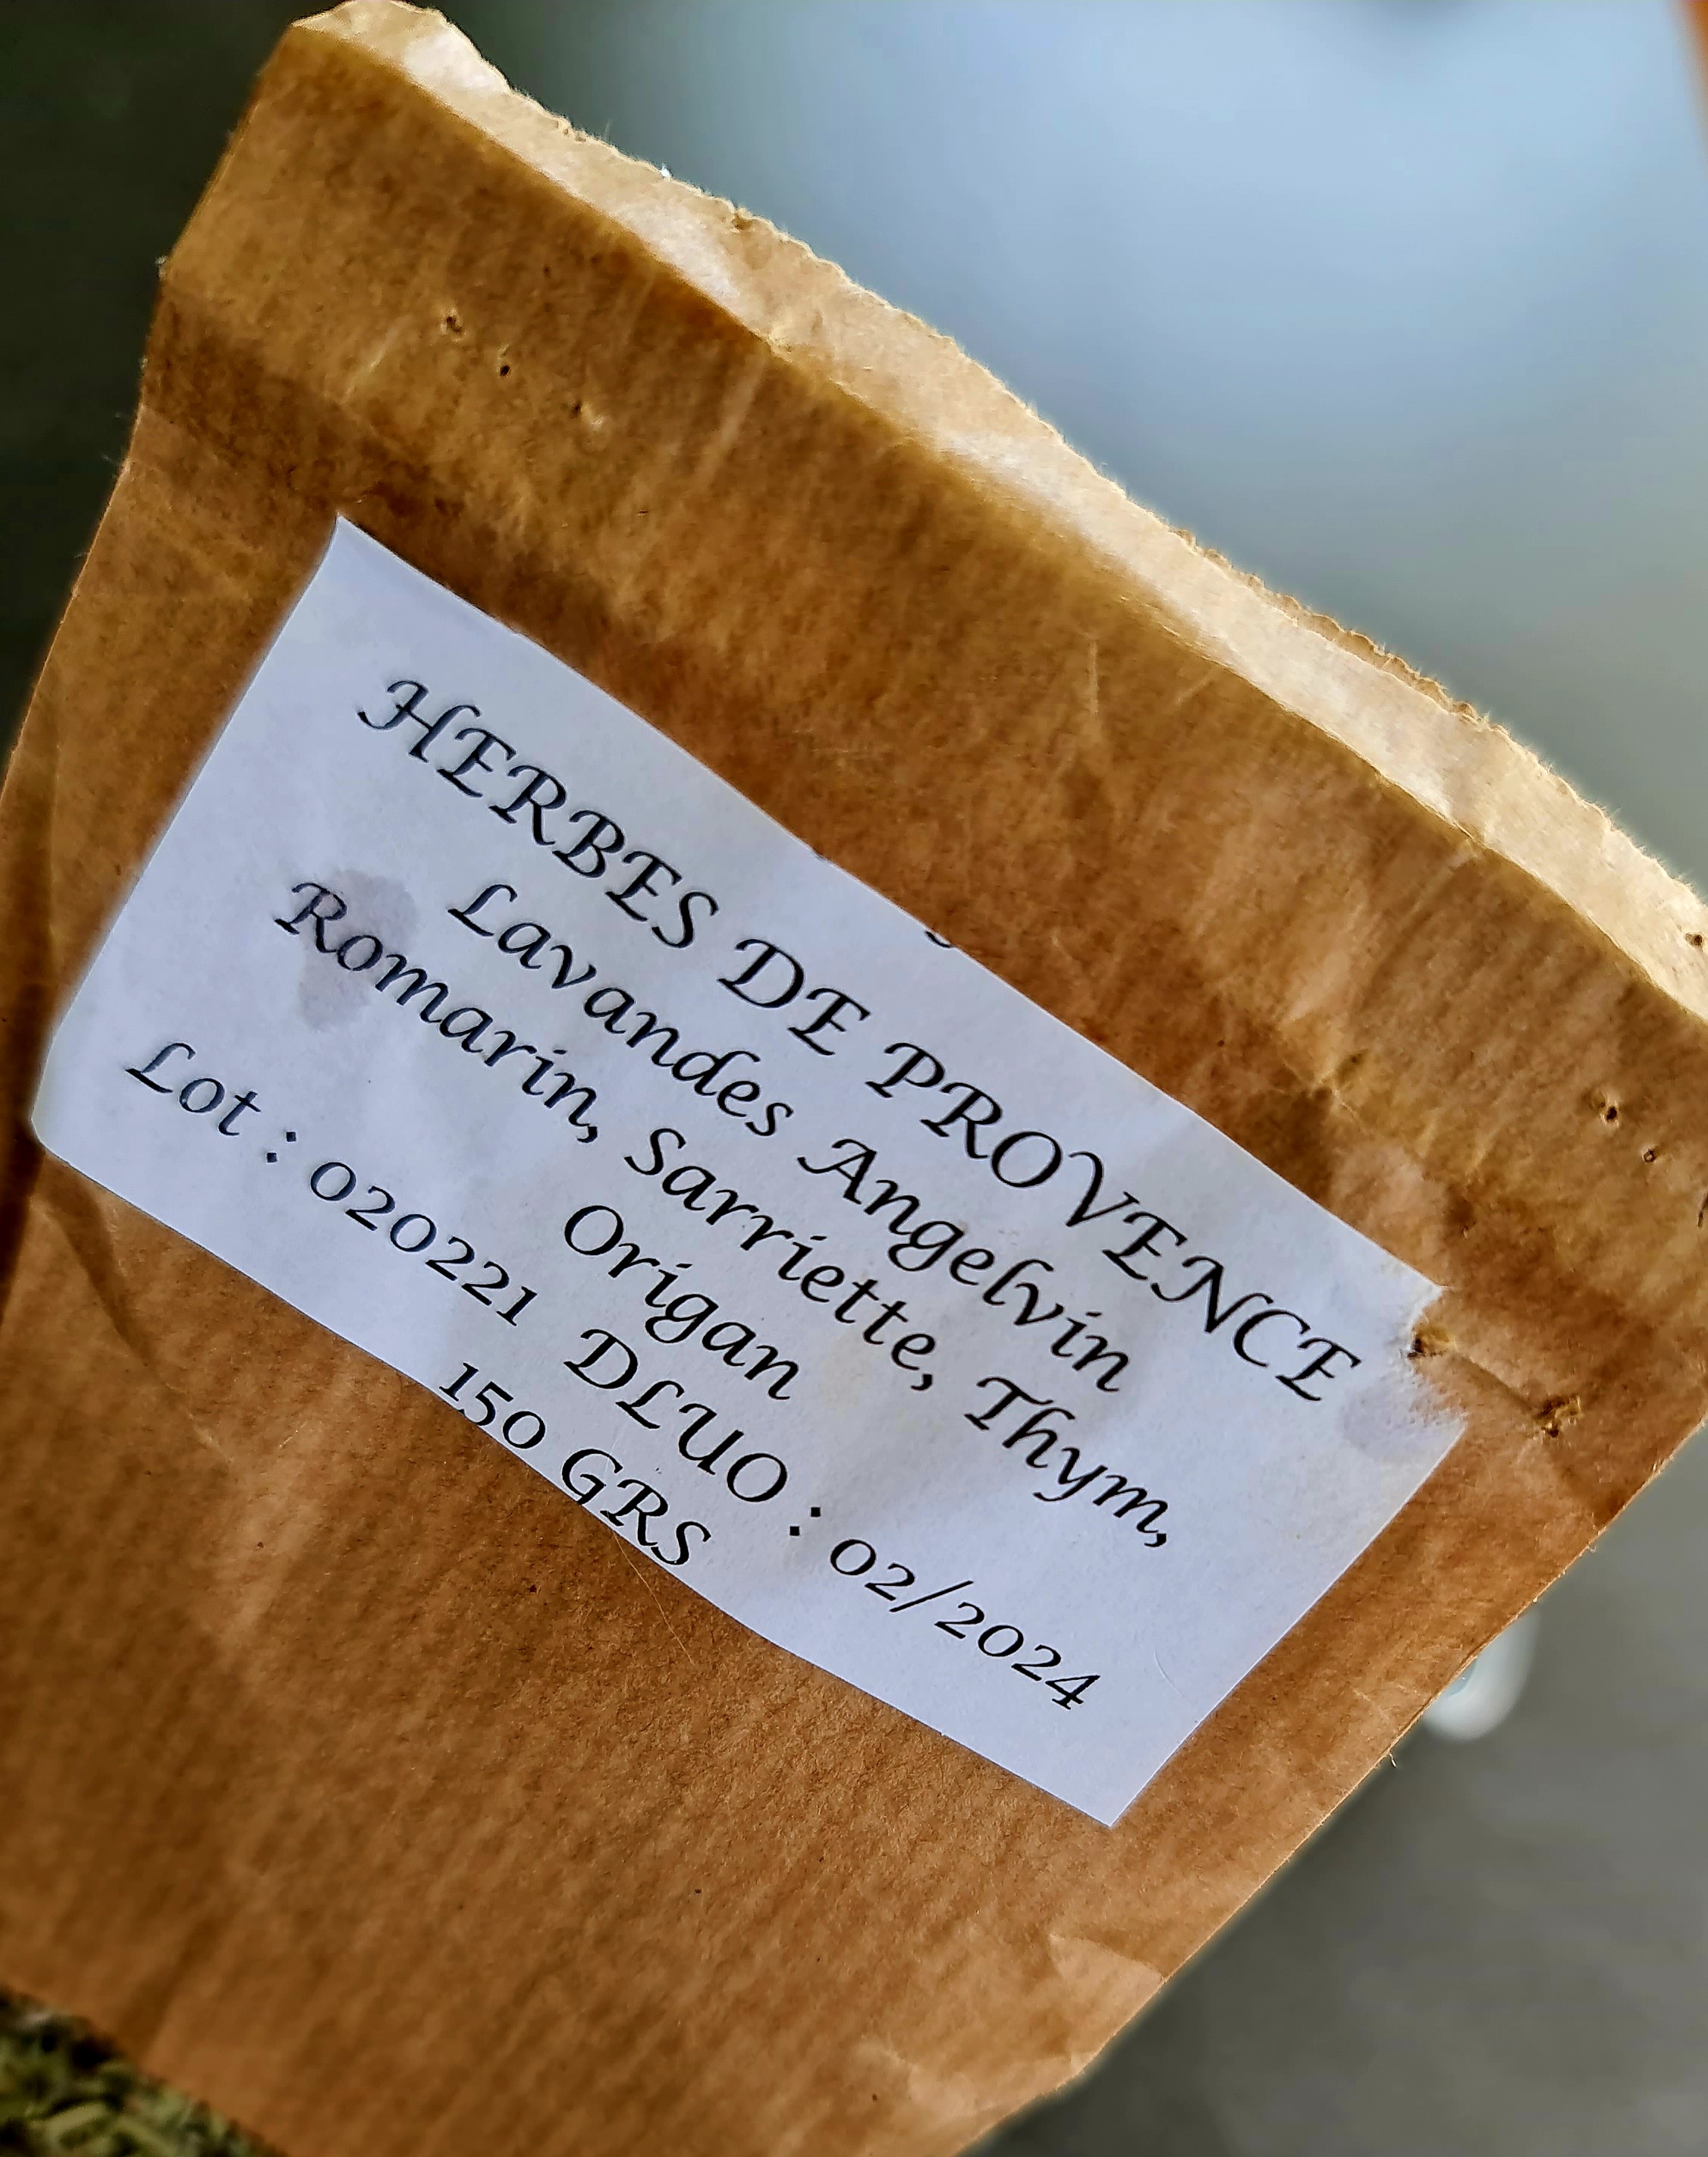 HERBES DE PROVENCE
Lavandes Angelvin
Romarin, Sarriette, Thym,
Origan
Lot : 020221 DLUO : 02/2024
150 GRS